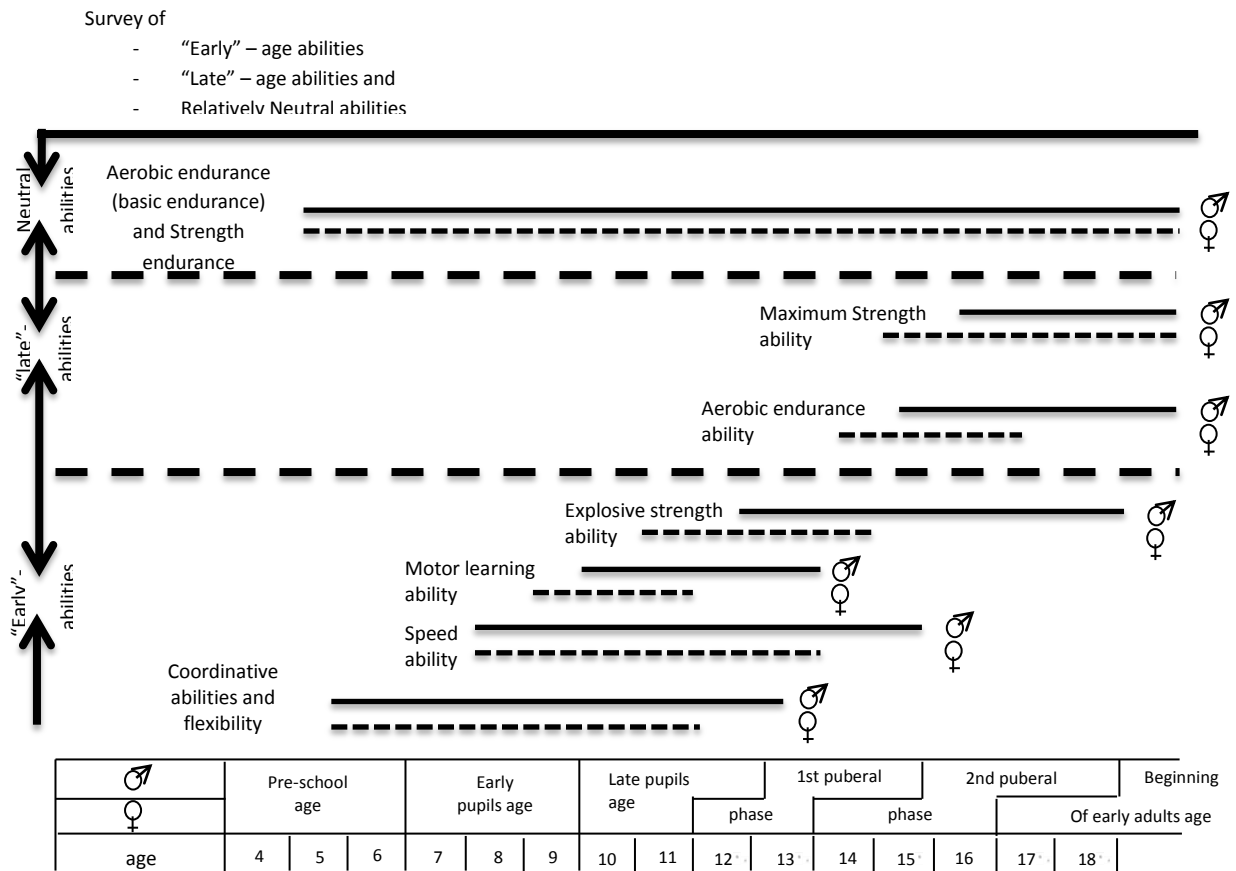 Survey of
- “Early” – age abilities
- “Late” – age abilities and
- Relatively Neutral abilities
Neutral
abilities
Aerobic endurance
(basic endurance)
and Strength
endurance
“late”-
abilities
Maximum Strength
ability
Aerobic endurance
ability
“Early”-
abilities
Explosive strength
ability
Motor learning
ability
Speed
ability
Coordinative
abilities and
flexibility
Pre-school
age
Early
pupils age
Late pupils
age
1st puberal
phase
2nd puberal
phase
Beginning
Of early adults age
age 4 5 6 7 8 9 10 11 12 13 14 15 16 17 18